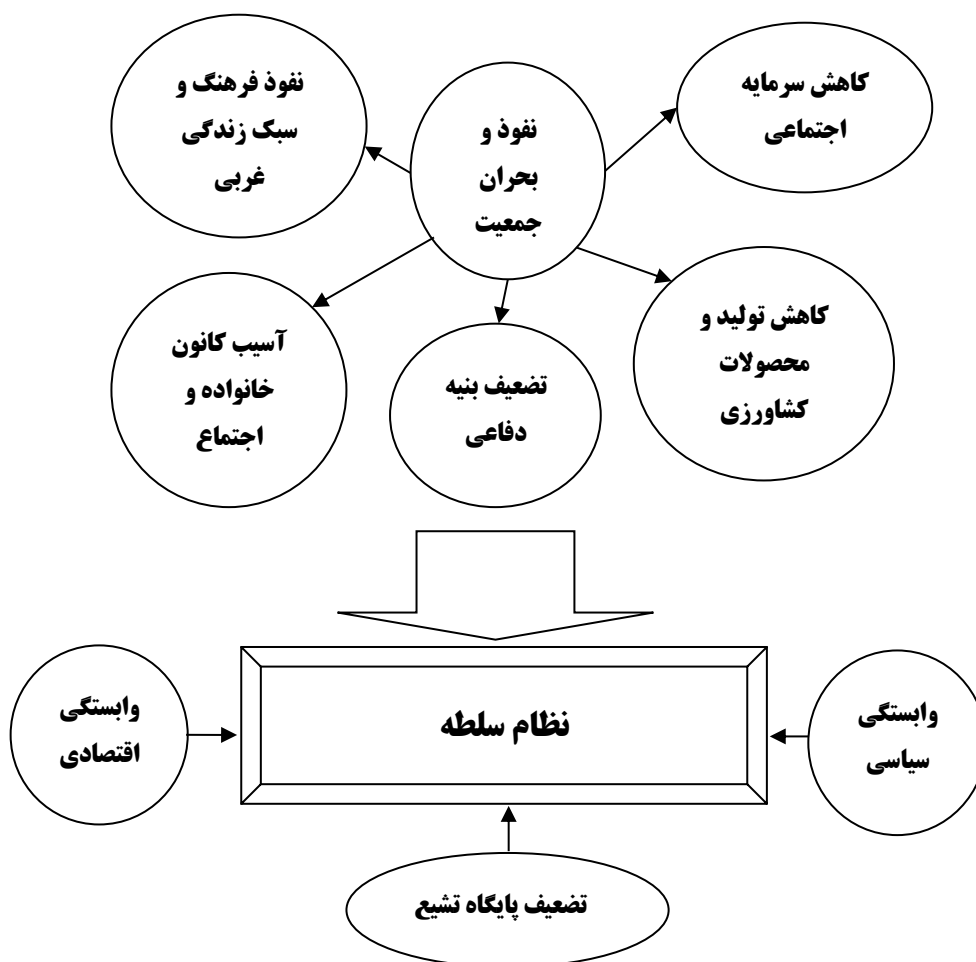 کاهش سرمایه
اجتماعی
نفوذ و
بحران
جمعیت
نفوذ فرهنگ و
سبک زندگی
غربی
کاهش تولید و
محصولات
کشاورزی
تضعیف بنیه
دفاعی
آسیب کانون
خانواده و
اجتماع
وابستگی
سیاسی
نظام سلطه
وابستگی
اقتصادی
تضعیف پایگاه تشیع